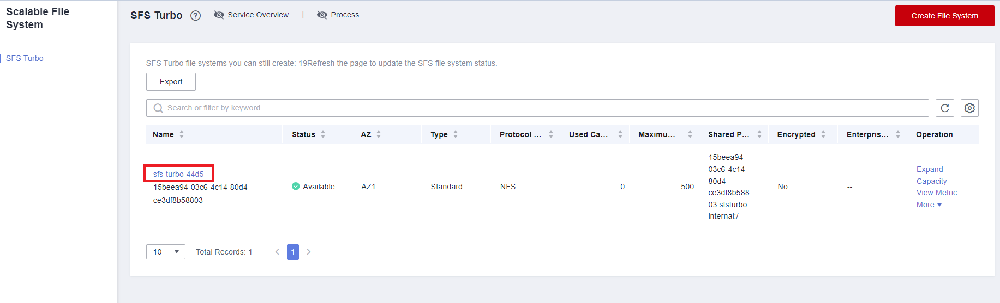 Scalable File
System
SFS Turbo
SFS Turbo ? Service Overview | Process
Create File System
SFS Turbo file systems you can still create: 19Refresh the page to update the SFS file system status.
Export
Search or filter by keyword.
Name Status AZ Type Protocol ... Used Ca... Maximu... Shared P... Encrypted Enterpris... Operation
sfs-turbo-44d5
15beea94-03c6-4c14-80d4-
ce3df8b58803
Available
AZ1
Standard
NFS
0
500
15beea94-
03c6-4c14-
80d4-
ce3df8b588
03.sfsturbo.
internal:/
No
--
Expand
Capacity
View Metric
More
10 Total Records: 1 < 1 >